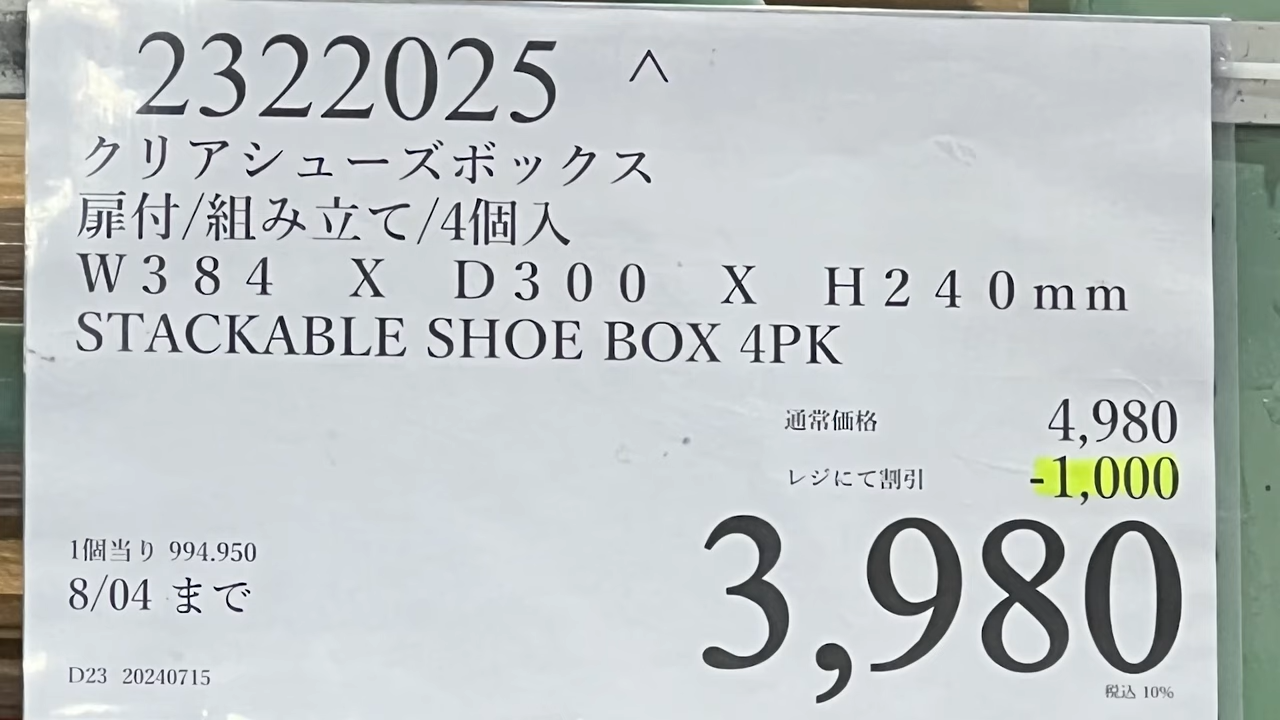 2322025 ^
クリアシューズボックス
扉付/組み立て/4個入
Ｗ３８４　Ｘ　Ｄ３００　Ｘ　Ｈ２４０ｍｍ
STACKABLE SHOE BOX 4PK
通常価格 4,980
レジにて割引 -1,000
3,980
1個当り 994.950
8/04 まで
D23 20240715
税込 10%